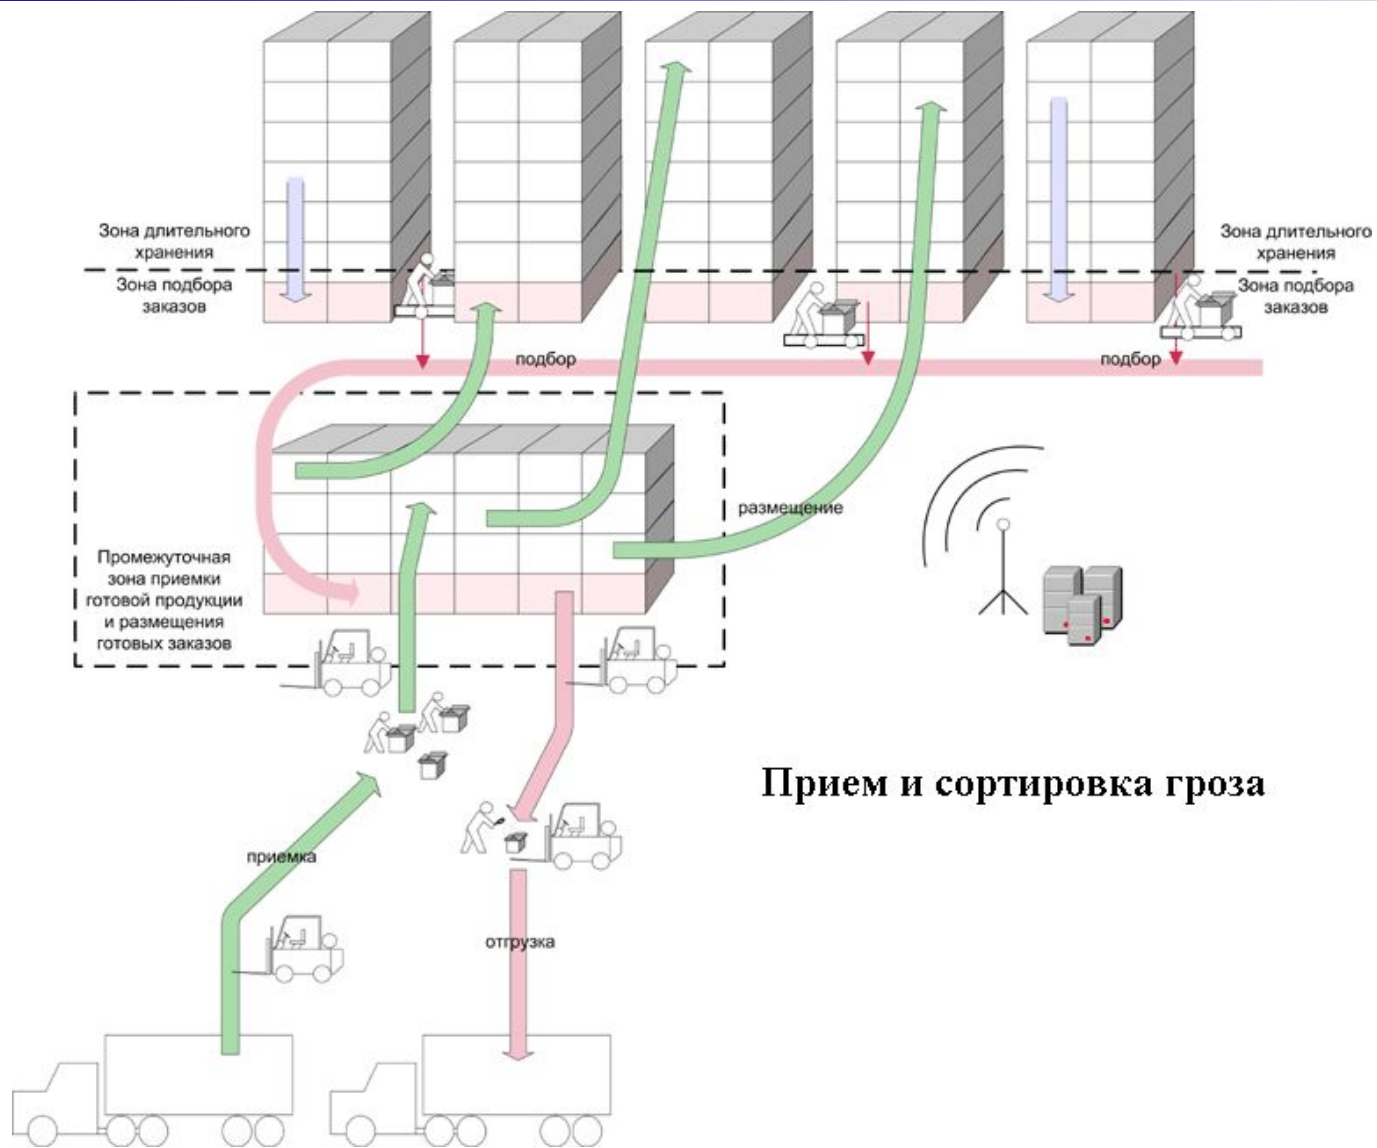 Зона длительного
хранения
Зона подбора
заказов
Зона длительного
хранения
Зона подбора
заказов
подбор
подбор
размещение
Промежуточная
зона приемки
готовой продукции
и размещения
готовых заказов
Прием и сортировка гроза
приемка
отгрузка